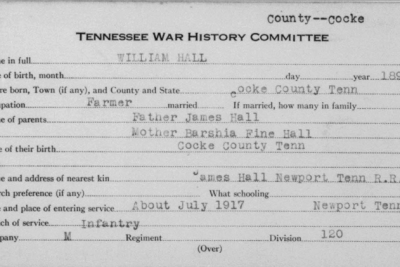 County--Cocke
TENNESSEE WAR HISTORY COMMITTEE
e in full WILLIAM HALL
e of birth, month day year 189
re born, Town (if any), and County and State Cocke County Tenn
upation Farmer married If married, how many in family
e of parents Father James Hall
Mother Barshia Fine Hall
e of their birth Cocke County Tenn
e and address of nearest kin James Hall Newport Tenn R.R.
rch preference (if any) What schooling
e and place of entering service About July 1917 Newport Tenn
ch of service Infantry
pany M Regiment Division 120
(Over)